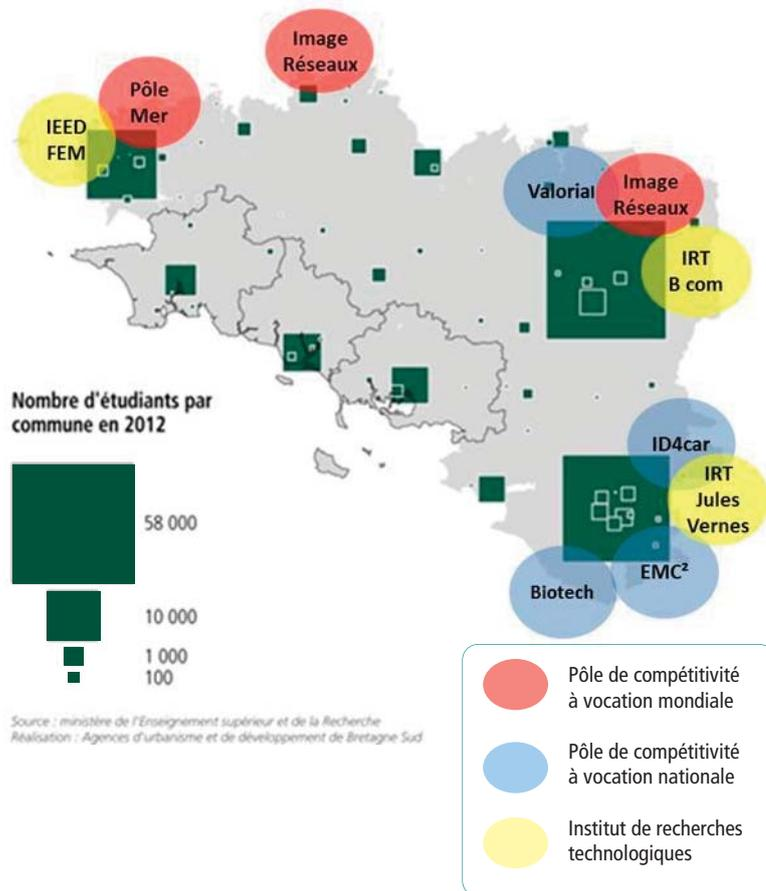 Image
Réseaux
Pôle
Mer
IEED
FEM
Valorial
Image
Réseaux
IRT
B com
ID4car
IRT
Jules
Vernes
EMC²
Biotech
Nombre d'étudiants par
commune en 2012
58 000
10 000
1 000
100
Source : ministère de l'Enseignement supérieur et de la Recherche
Réalisation : Agences d'urbanisme et de développement de Bretagne Sud
Pôle de compétitivité
à vocation mondiale
Pôle de compétitivité
à vocation nationale
Institut de recherches
technologiques